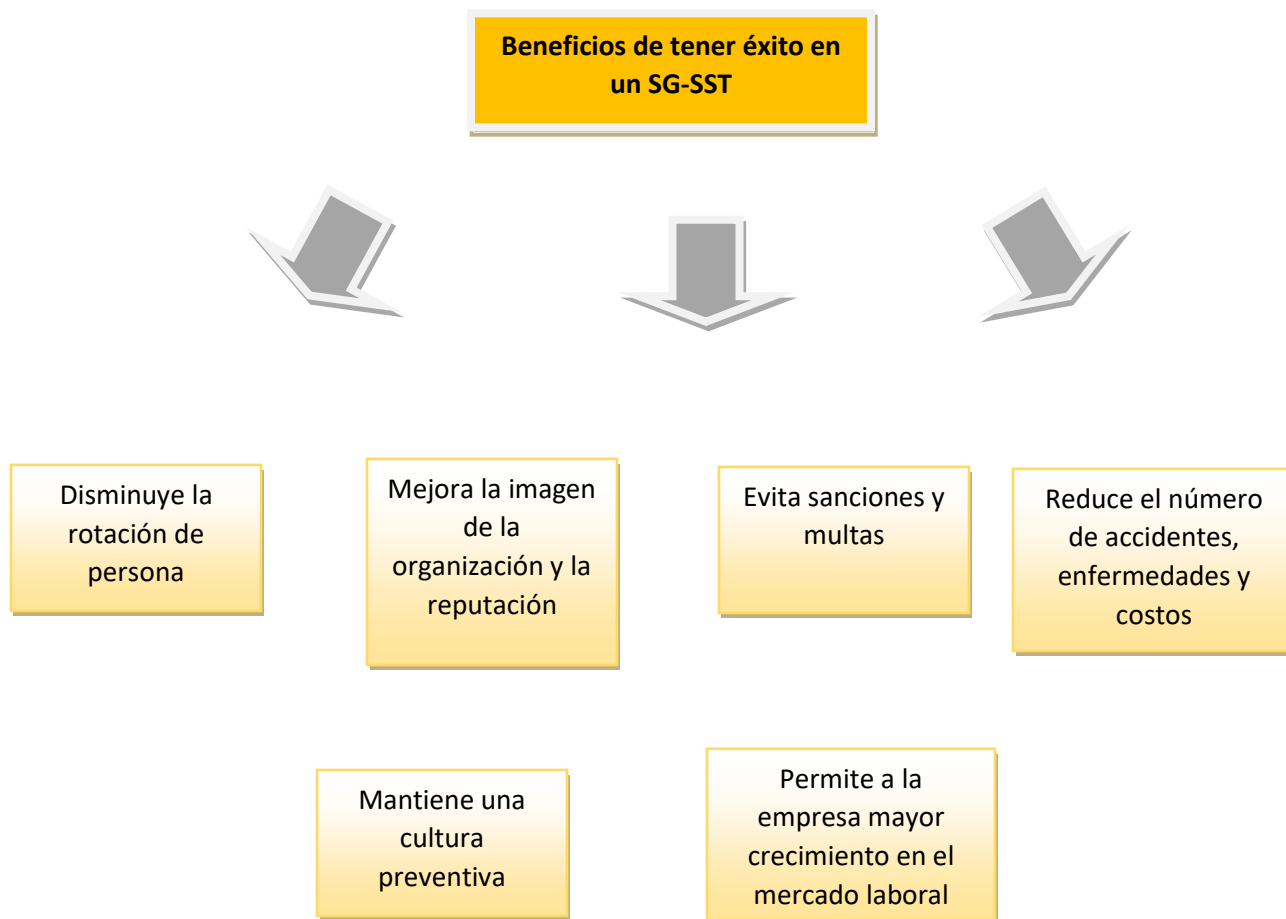 Beneficios de tener éxito en
un SG-SST
Disminuye la
rotación de
persona
Mejora la imagen
de la
organización y la
reputación
Evita sanciones y
multas
Reduce el número
de accidentes,
enfermedades y
costos
Mantiene una
cultura
preventiva
Permite a la
empresa mayor
crecimiento en el
mercado laboral